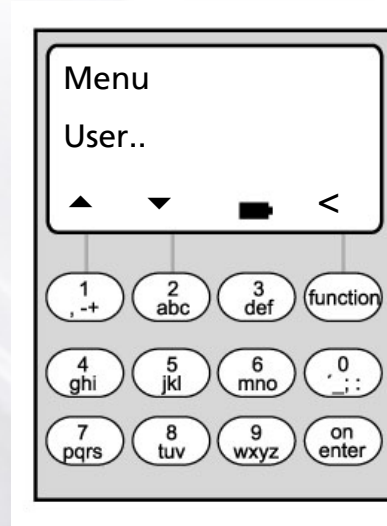 Menu
User..
<
1 2 3 function
, -+ abc def
4 5 6 0
ghi jkl mno ´_; :
7 8 9 on
pqrs tuv wxyz enter